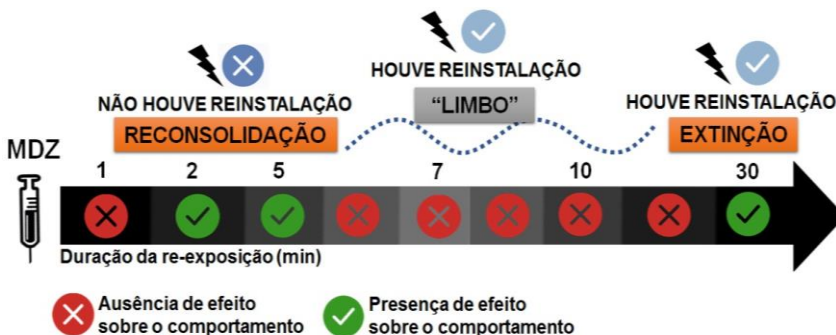 HOUVE REINSTALAÇÃO
NÃO HOUVE REINSTALAÇÃO
"LIMBO"
HOUVE REINSTALAÇÃO
RECONSOLIDAÇÃO
EXTINÇÃO
MDZ
1 2 5 7 10 30
Duração da re-exposição (min)
Ausência de efeito
sobre o comportamento
Presença de efeito
sobre o comportamento